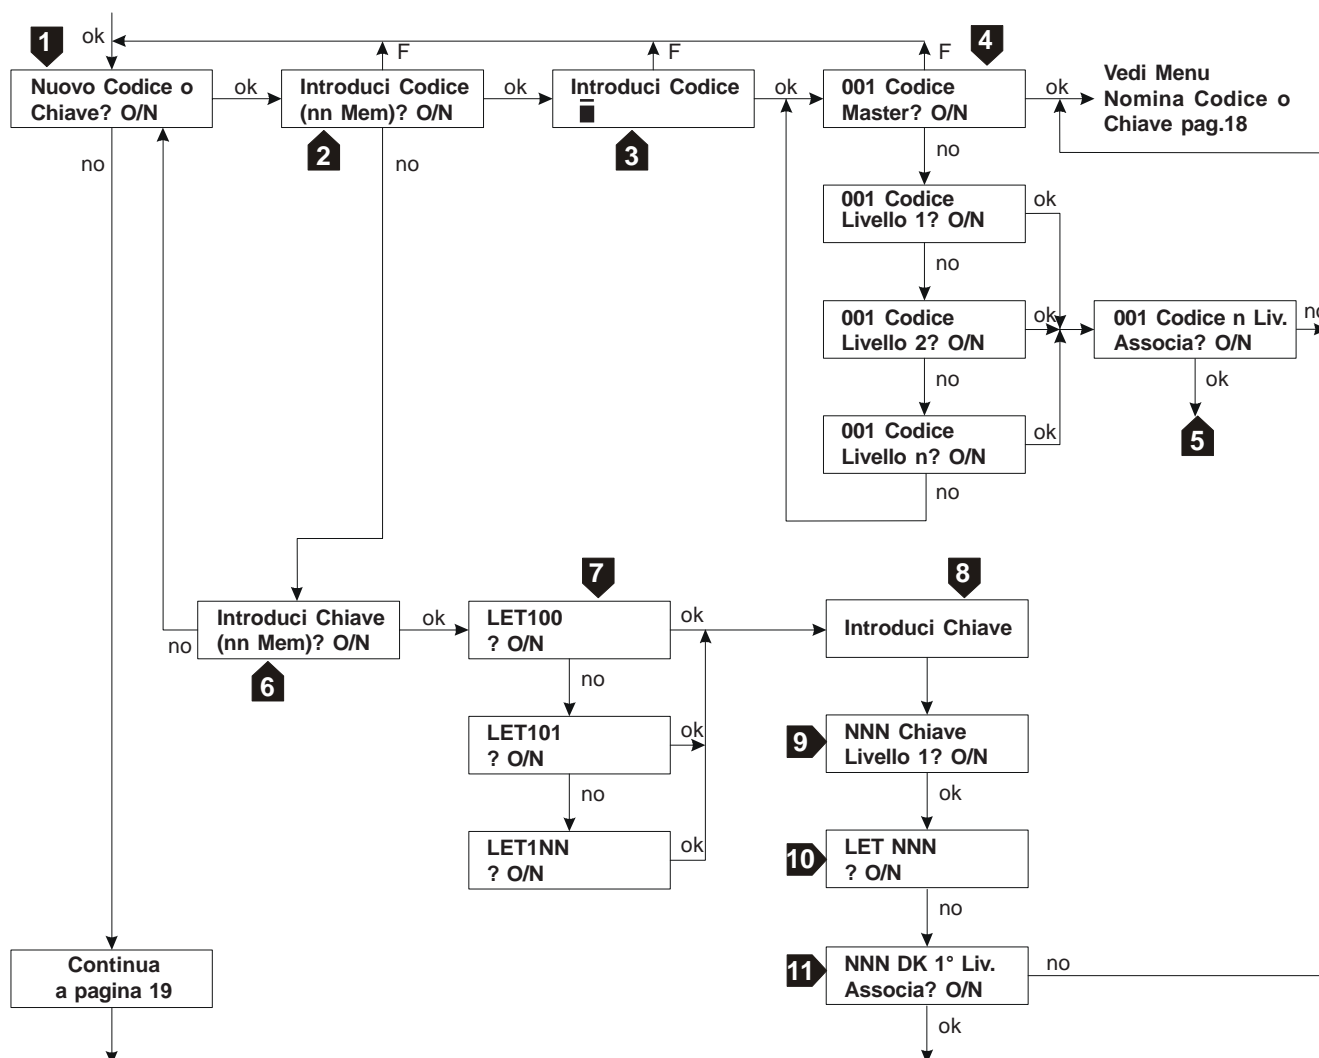 ok
1
F
F
F
4
Nuovo Codice o
Chiave? O/N
ok
Introduci Codice
(nn Mem)? O/N
ok
Introduci Codice
ok
001 Codice
Master? O/N
ok
Vedi Menu
Nomina Codice o
Chiave pag.18
2
3
no
no
no
001 Codice
Livello 1? O/N
ok
no
001 Codice
Livello 2? O/N
ok
001 Codice n Liv.
Associa? O/N
no
no
ok
001 Codice
Livello n? O/N
ok
5
no
7
8
Introduci Chiave
(nn Mem)? O/N
no
ok
LET100
? O/N
ok
Introduci Chiave
6
no
LET101
? O/N
ok
9
NNN Chiave
Livello 1? O/N
no
ok
LET1NN
? O/N
ok
10
LET NNN
? O/N
no
Continua
a pagina 19
11
NNN DK 1° Liv.
Associa? O/N
no
ok